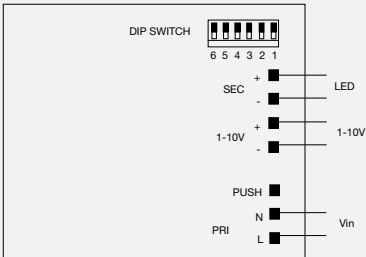 DIP SWITCH
6 5 4 3 2 1
+
SEC
LED
-
+
1-10V
1-10V
-
PUSH
N
PRI
Vin
L